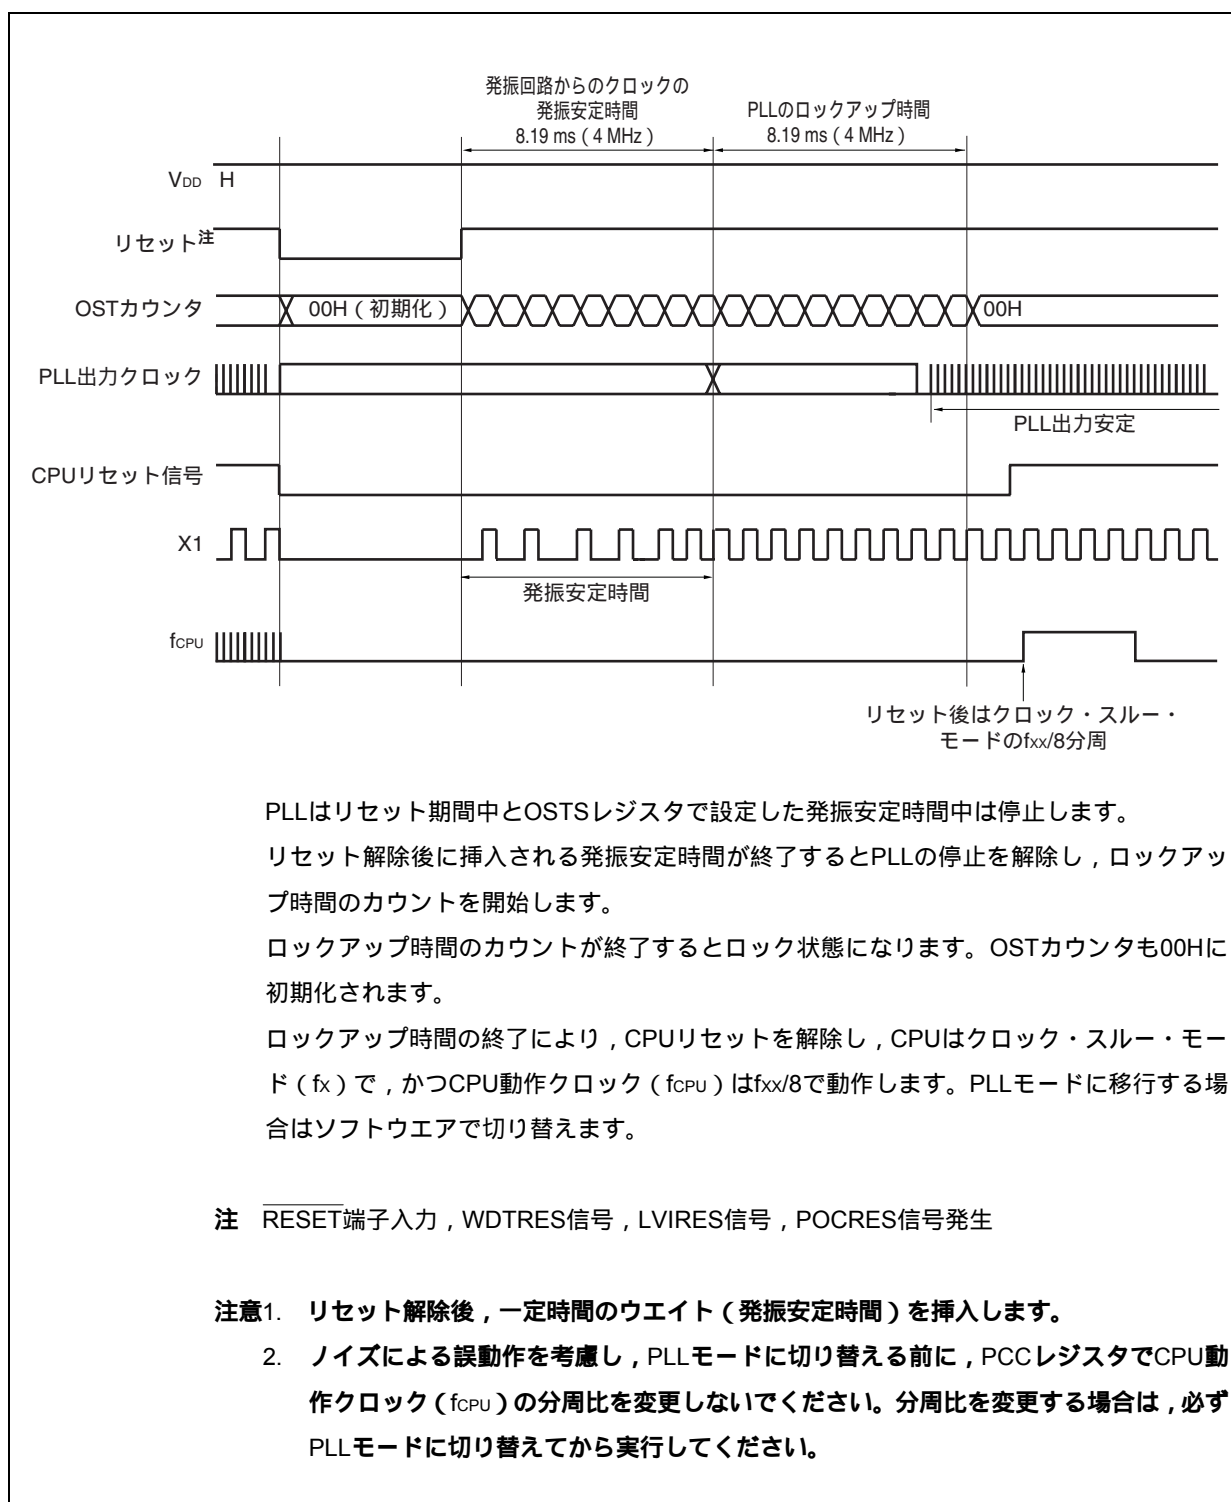 発振回路からのクロックの
発振安定時間
8.19 ms ( 4 MHz )
PLLのロックアップ時間
8.19 ms ( 4 MHz )
VDD H
リセット注
OSTカウンタ 00H ( 初期化 ) 00H
PLL出力クロック
PLL出力安定
CPUリセット信号
X1
発振安定時間
fCPU
リセット後はクロック・スルー・
モードのfxx/8分周
PLLはリセット期間中とOSTSレジスタで設定した発振安定時間中は停止します。
リセット解除後に挿入される発振安定時間が終了するとPLLの停止を解除し，ロックアッ
プ時間のカウントを開始します。
ロックアップ時間のカウントが終了するとロック状態になります。OSTカウンタも00Hに
初期化されます。
ロックアップ時間の終了により，CPUリセットを解除し，CPUはクロック・スルー・モー
ド ( fx ) で，かつCPU動作クロック ( fCPU ) はfxx/8で動作します。PLLモードに移行する場
合はソフトウエアで切り替えます。
注 RESET端子入力，WDTRES信号，LVIRES信号，POCRES信号発生
注意1. リセット解除後，一定時間のウエイト ( 発振安定時間 ) を挿入します。
2. ノイズによる誤動作を考慮し，PLLモードに切り替える前に，PCCレジスタでCPU動
作クロック ( fCPU ) の分周比を変更しないでください。分周比を変更する場合は，必ず
PLLモードに切り替えてから実行してください。